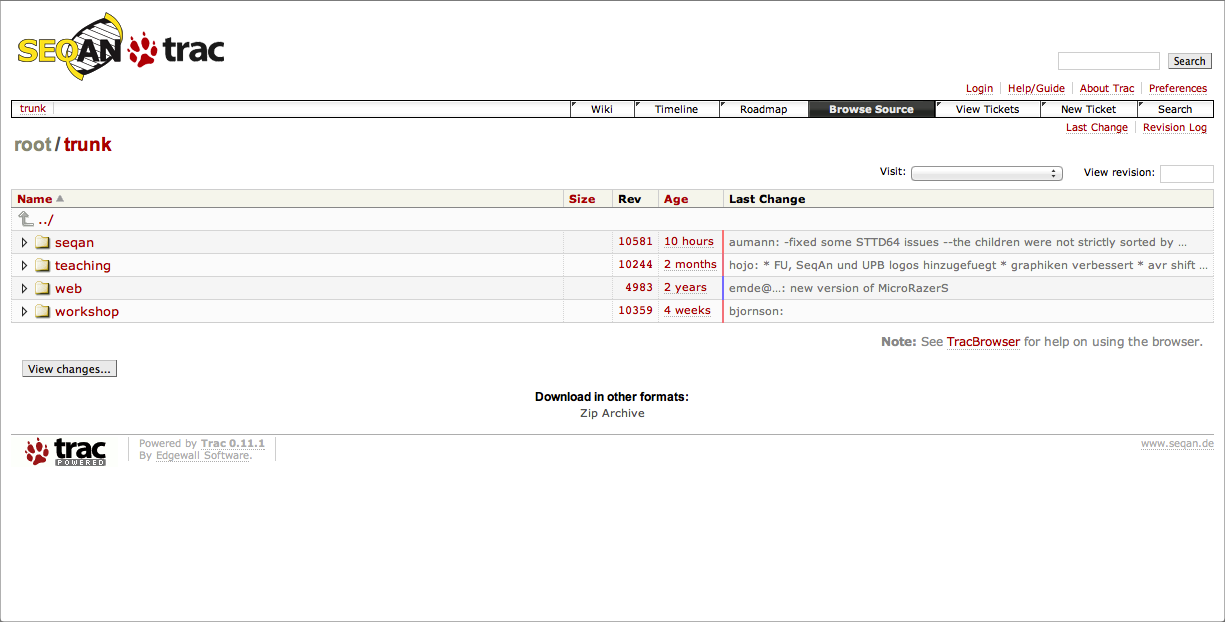 SEQAN trac
Search
Login Help/Guide About Trac Preferences
trunk Wiki Timeline Roadmap Browse Source View Tickets New Ticket Search
Last Change Revision Log
root/trunk
Visit: View revision:
Name Size Rev Age Last Change
../
seqan 10581 10 hours aumann: -fixed some STTD64 issues --the children were not strictly sorted by ...
teaching 10244 2 months hojo: * FU, SeqAn und UPB logos hinzugefuegt * graphiken verbessert * avr shift ...
web 4983 2 years emde@...: new version of MicroRazerS
workshop 10359 4 weeks bjornson:
Note: See TracBrowser for help on using the browser.
View changes...
Download in other formats:
Zip Archive
trac POWERED
Powered by Trac 0.11.1
By Edgewall Software.
www.seqan.de